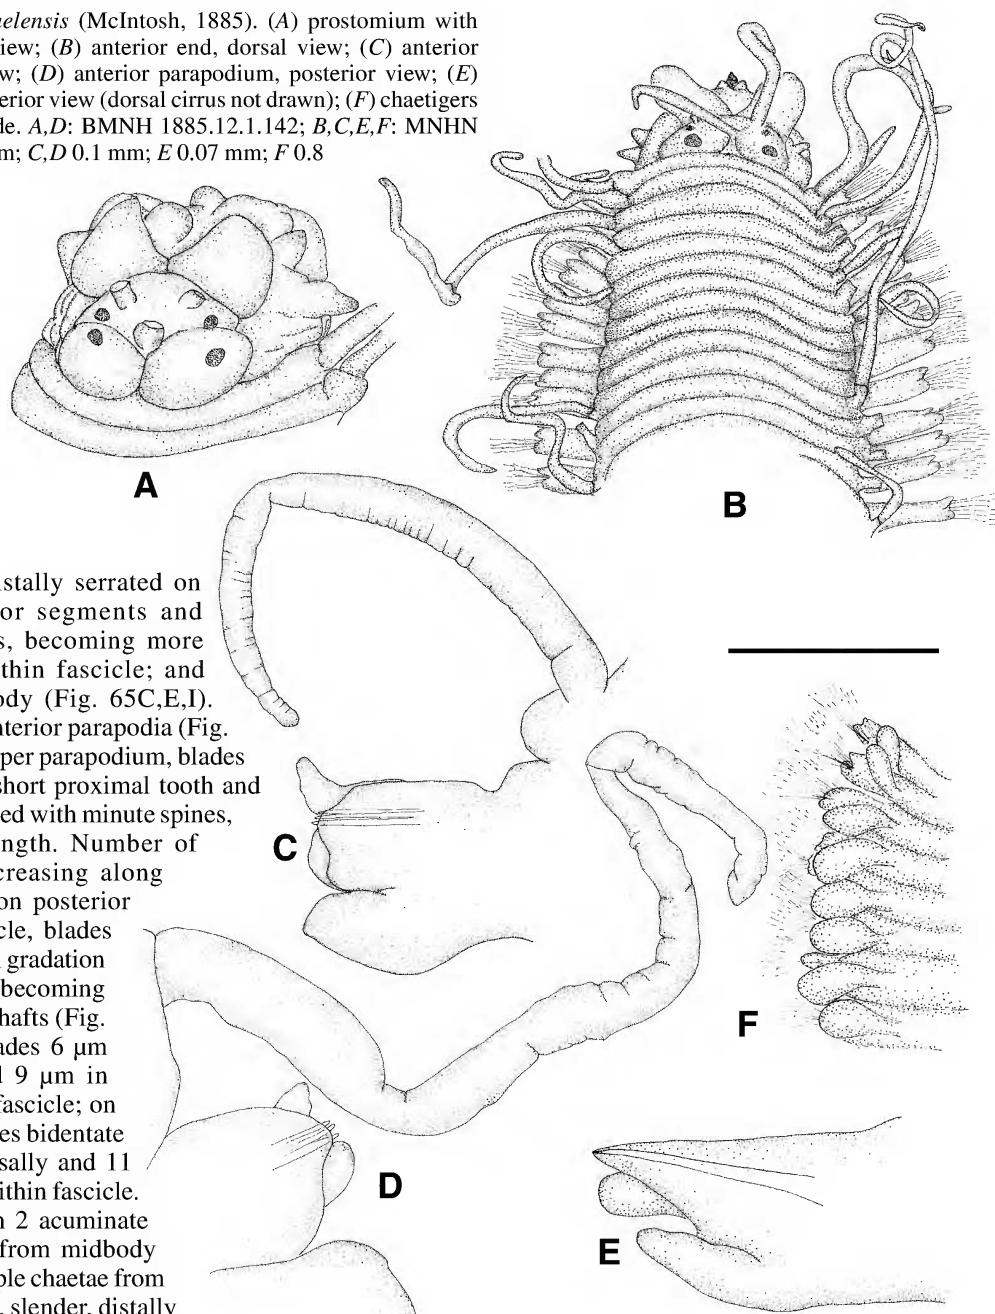 elensis (McIntosh, 1885). (A) prostomium with
iew; (B) anterior end, dorsal view; (C) anterior
w; (D) anterior parapodium, posterior view; (E)
erior view (dorsal cirrus not drawn); (F) chaetigers
de. A,D: BMNH 1885.12.1.142; B,C,E,F: MNHN
m; C,D 0.1 mm; E 0.07 mm; F 0.8
A
B
istally serrated on
or segments and
s, becoming more
thin fascicle; and
ody (Fig. 65C,E,I).
nterior parapodia (Fig.
per parapodium, blades
short proximal tooth and
ed with minute spines,
ngth. Number of
creasing along
on posterior
cle, blades
gradation
becoming
hafts (Fig.
ades 6 µm
9 µm in
fascicle; on
es bidentate
sally and 11
ithin fascicle.
n 2 acuminate
from midbody
ple chaetae from
, slender, distally
C
D
F
E